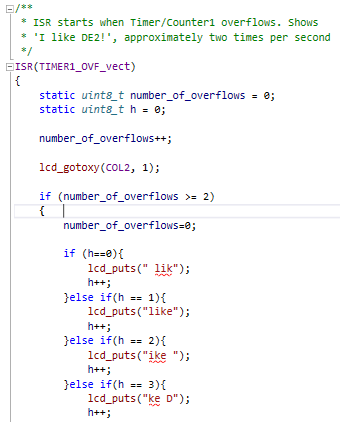 /**
 * ISR starts when Timer/Counter1 overflows. Shows
 * 'I like DE2!', approximately two times per second
 */
ISR(TIMER1_OVF_vect)
{
    static uint8_t number_of_overflows = 0;
    static uint8_t h = 0;

    number_of_overflows++;

    lcd_gotoxy(COL2, 1);

    if (number_of_overflows >= 2)
    {
        number_of_overflows=0;

        if (h==0){
            lcd_puts(" lik");
            h++;
        }else if(h == 1){
            lcd_puts("like");
            h++;
        }else if(h == 2){
            lcd_puts("ike ");
            h++;
        }else if(h == 3){
            lcd_puts("ke D");
            h++;